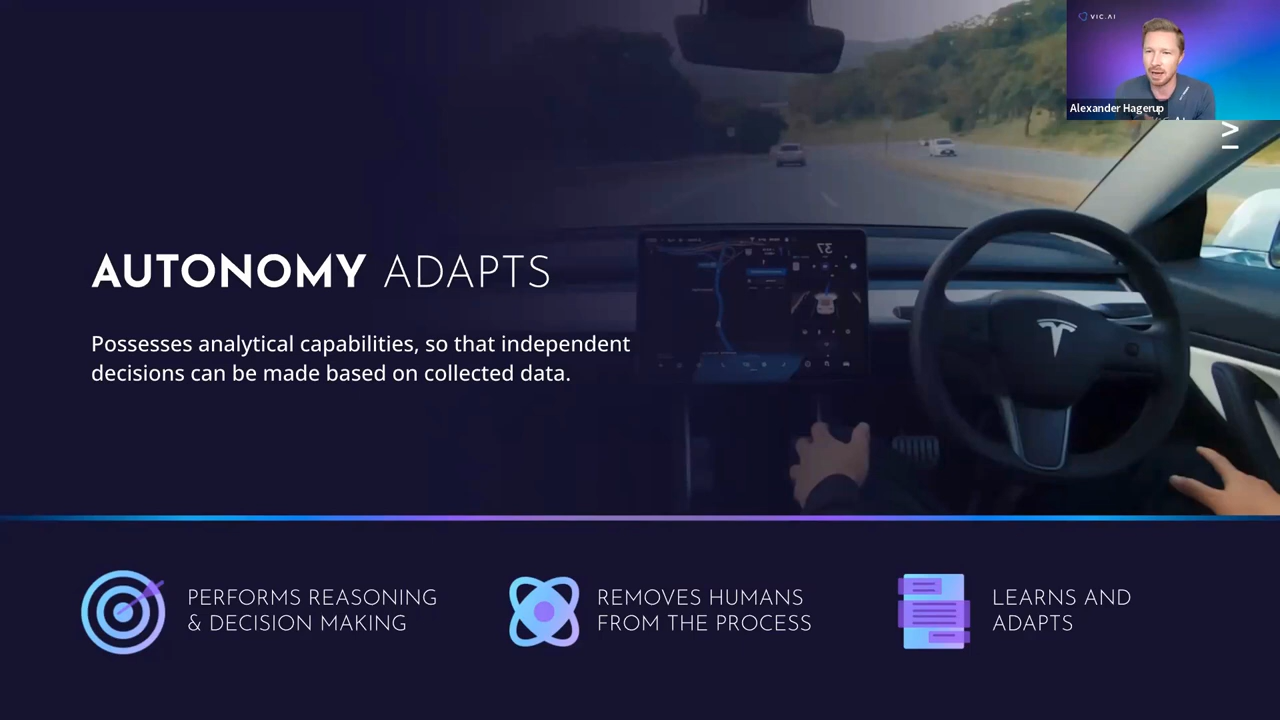 VIC.AI
Alexander Hagerup
AUTONOMY ADAPTS
37
Possesses analytical capabilities, so that independent
decisions can be made based on collected data.
PERFORMS REASONING
& DECISION MAKING
REMOVES HUMANS
FROM THE PROCESS
LEARNS AND
ADAPTS